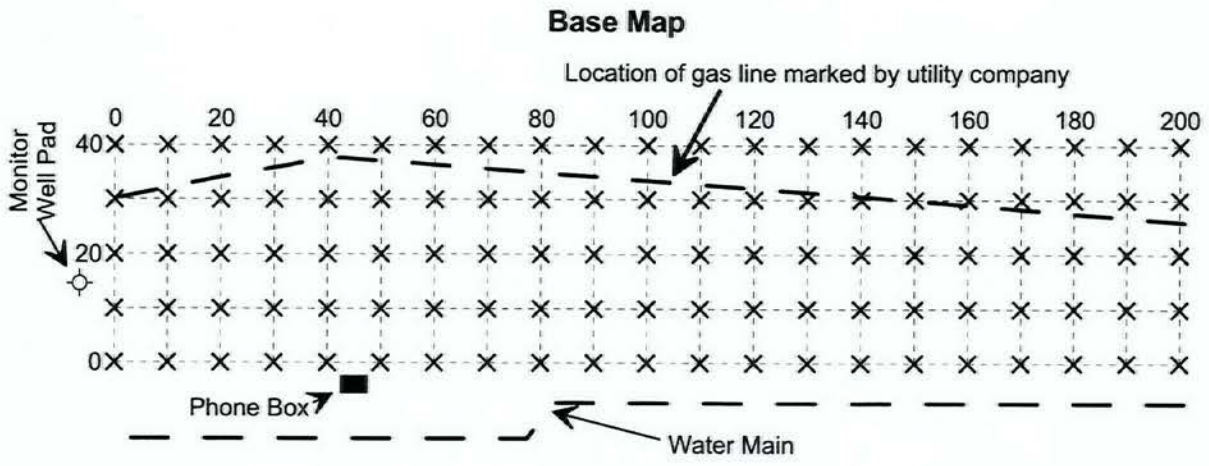 Base Map
Location of gas line marked by utility company
0 20 40 60 80 100 120 140 160 180 200
Monitor
Well Pad
40
20
0
Phone Box
Water Main